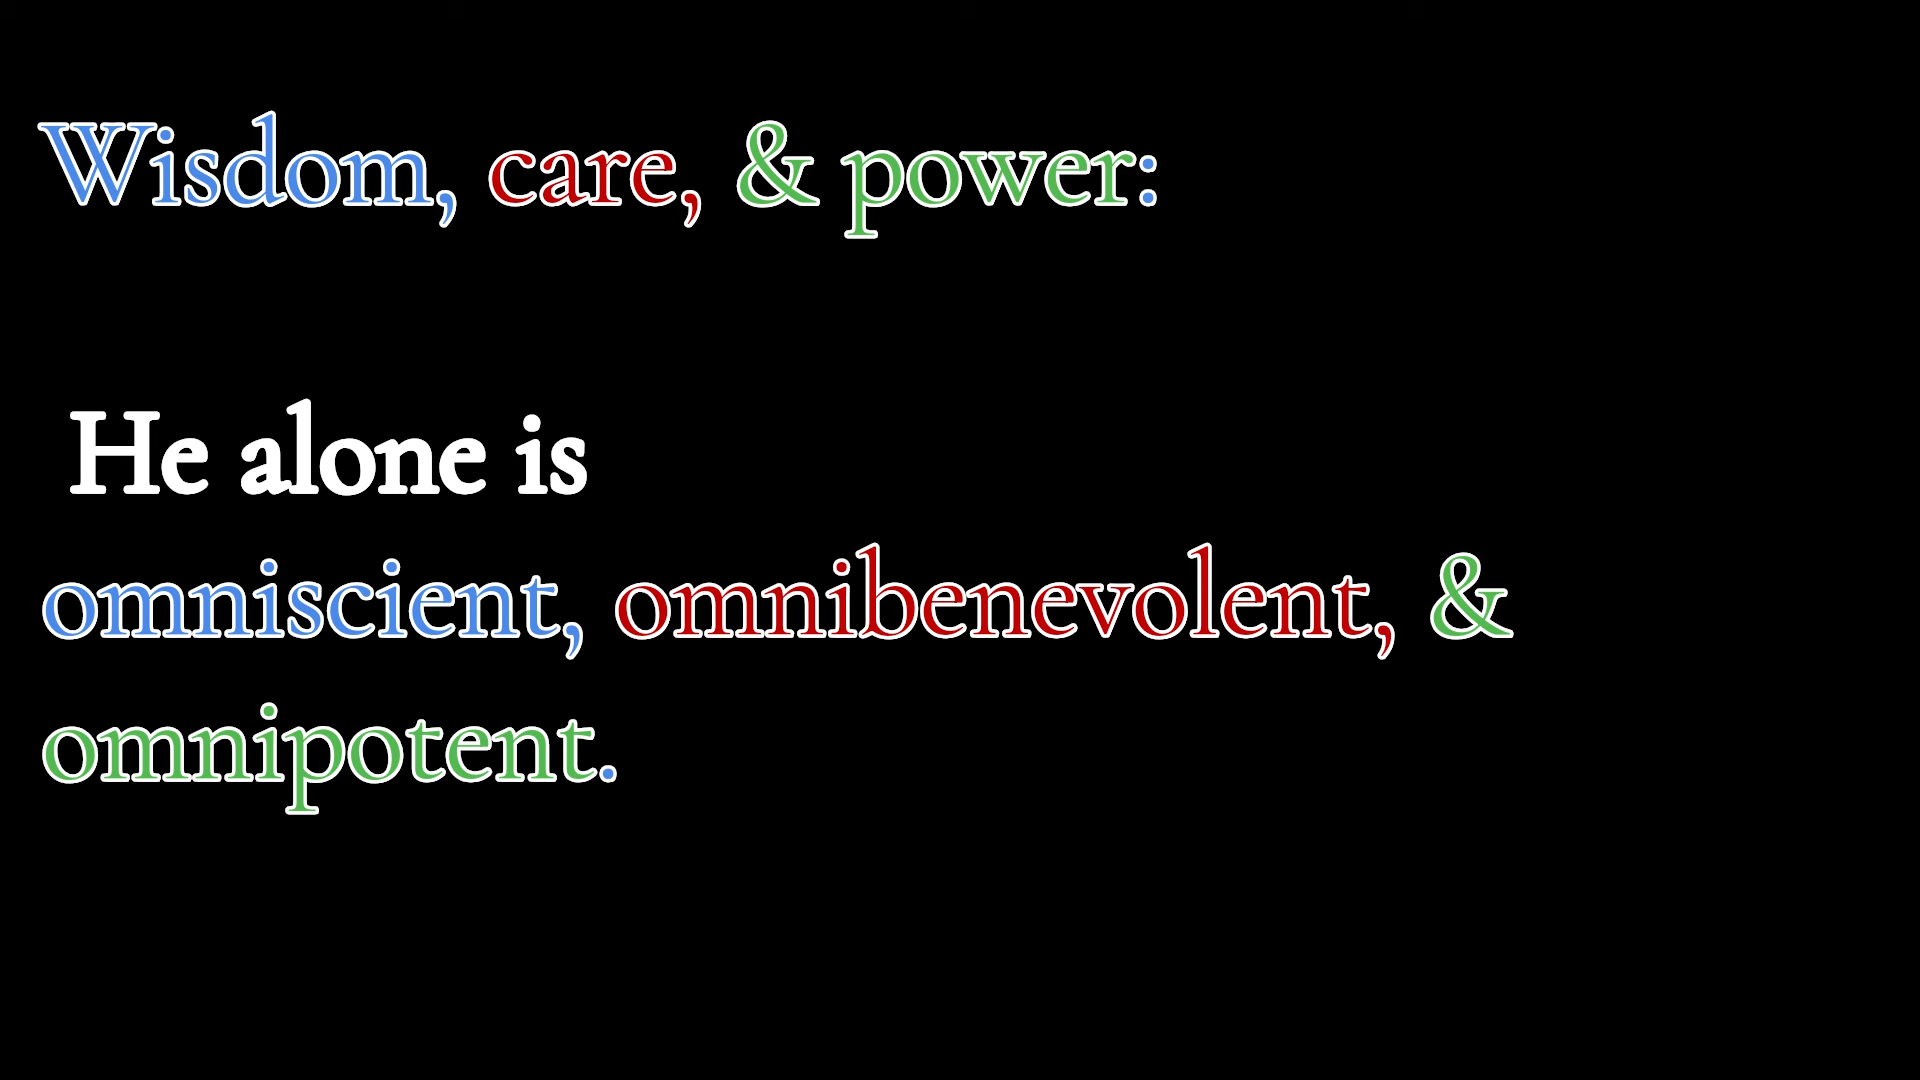 Wisdom, care, & power:
He alone is
omniscient, omnibenevolent, &
omnipotent.